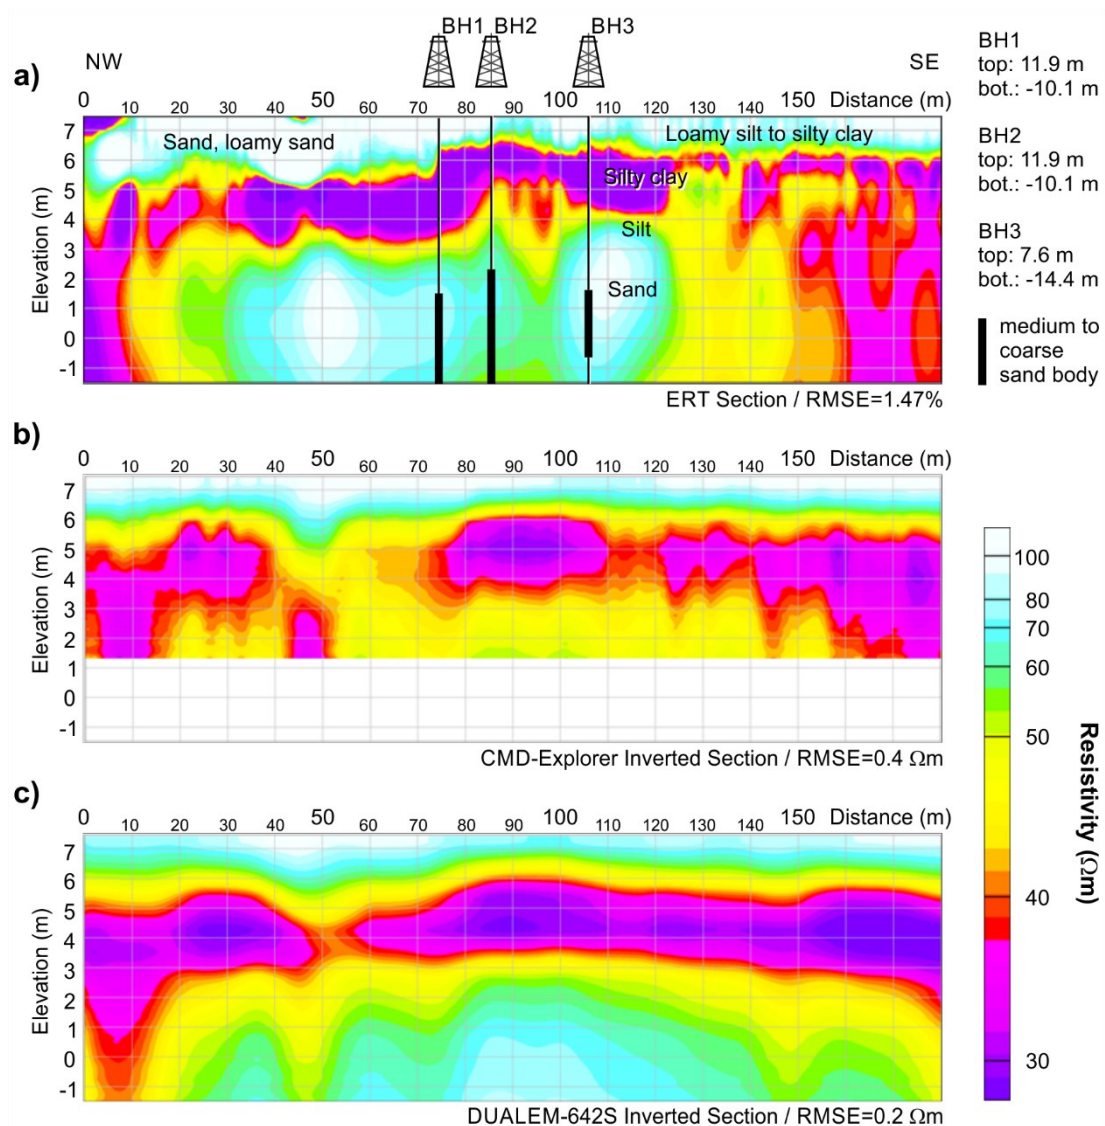 BH1 BH2 BH3
NW SE
a)
0 10 20 30 40 50 60 70 80 90 100 110 120 130 140 150 Distance (m)
Sand, loamy sand
Loamy silt to silty clay
Silty clay
Silt
Sand
7
6
5
4
3
2
1
0
-1
Elevation (m)
ERT Section / RMSE=1.47%
BH1
top: 11.9 m
bot.: -10.1 m
BH2
top: 11.9 m
bot.: -10.1 m
BH3
top: 7.6 m
bot.: -14.4 m
medium to
coarse
sand body
b)
0 10 20 30 40 50 60 70 80 90 100 110 120 130 140 150 Distance (m)
7
6
5
4
3
2
1
0
-1
Elevation (m)
CMD-Explorer Inverted Section / RMSE=0.4 Ωm
c)
0 10 20 30 40 50 60 70 80 90 100 110 120 130 140 150 Distance (m)
7
6
5
4
3
2
1
0
-1
Elevation (m)
DUALEM-642S Inverted Section / RMSE=0.2 Ωm
100
80
70
60
50
40
30
Resistivity (Ωm)